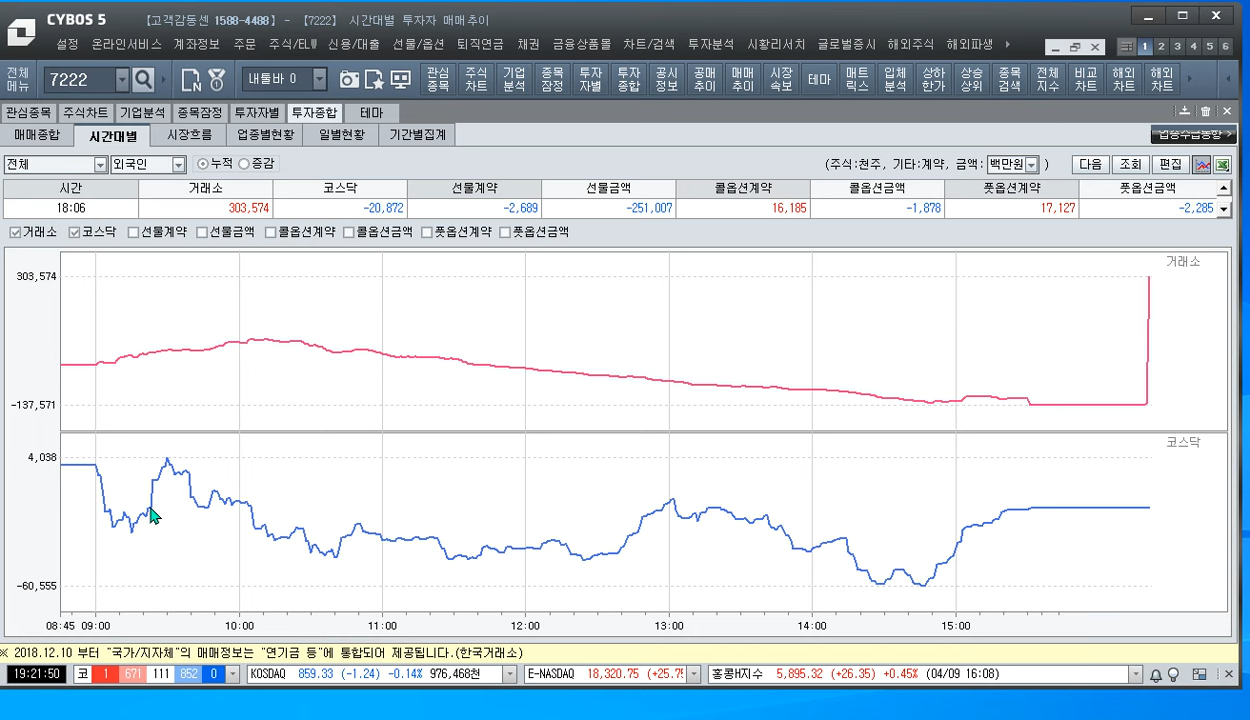 CYBOS 5 【고객감동센 1588-4488】 - 【7222】 시간대별 투자자 매매추이
설정 온라인서비스 계좌정보 주문 주식/ELW 신용/대출 선물/옵션 퇴직연금 채권 금융상품몰 차트/검색 투자분석 시황리서치 글로벌증시 해외주식 해외파생 1 2 3 4 5 6
전체 메뉴 7222 내툴바 0 관심 종목 주식 차트 기업 분석 종목 잠정 투자 자별 투자 종합 공시 정보 공매 추이 매매 추이 시장 속보 테마 매트 릭스 입체 분석 상하 한가 상승 상위 종목 검색 전체 지수 비교 차트 해외 차트 해외 차트
관심종목 주식차트 기업분석 종목잠정 투자자별 투자종합 테마
매매종합 시간대별 시장흐름 업종별현황 일별현황 기간별집계 업종수급동향 >
전체 외국인 누적 증감 (주식:천주, 기타:계약, 금액: 백만원 ) 다음 조회 편집
시간 거래소 코스닥 선물계약 선물금액 콜옵션계약 콜옵션금액 풋옵션계약 풋옵션금액
18:06 303,574 -20,872 -2,689 -251,007 16,185 -1,878 17,127 -2,285
거래소 코스닥 선물계약 선물금액 콜옵션계약 콜옵션금액 풋옵션계약 풋옵션금액
거래소
303,574
-137,571
코스닥
4,038
-60,555
08:45 09:00 10:00 11:00 12:00 13:00 14:00 15:00
※ 2018.12.10 부터 "국가/지자체"의 매매정보는 "연기금 등"에 통합되어 제공됩니다.(한국거래소)
19:21:50 코 1 671 111 852 0 KOSDAQ 859.33 (-1.24) -0.14% 976,468천 E-NASDAQ 18,320.75 홍콩H지수 5,895.32 (+26.35) +0.45% (04/09 16:08)